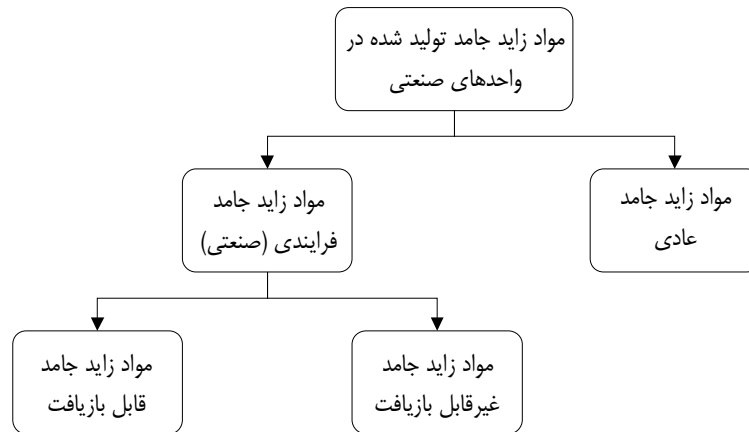 مواد زاید جامد تولید شده در
واحدهای صنعتی
مواد زاید جامد
عادی
مواد زاید جامد
فرایندی (صنعتی)
مواد زاید جامد
غیرقابل بازیافت
مواد زاید جامد
قابل بازیافت